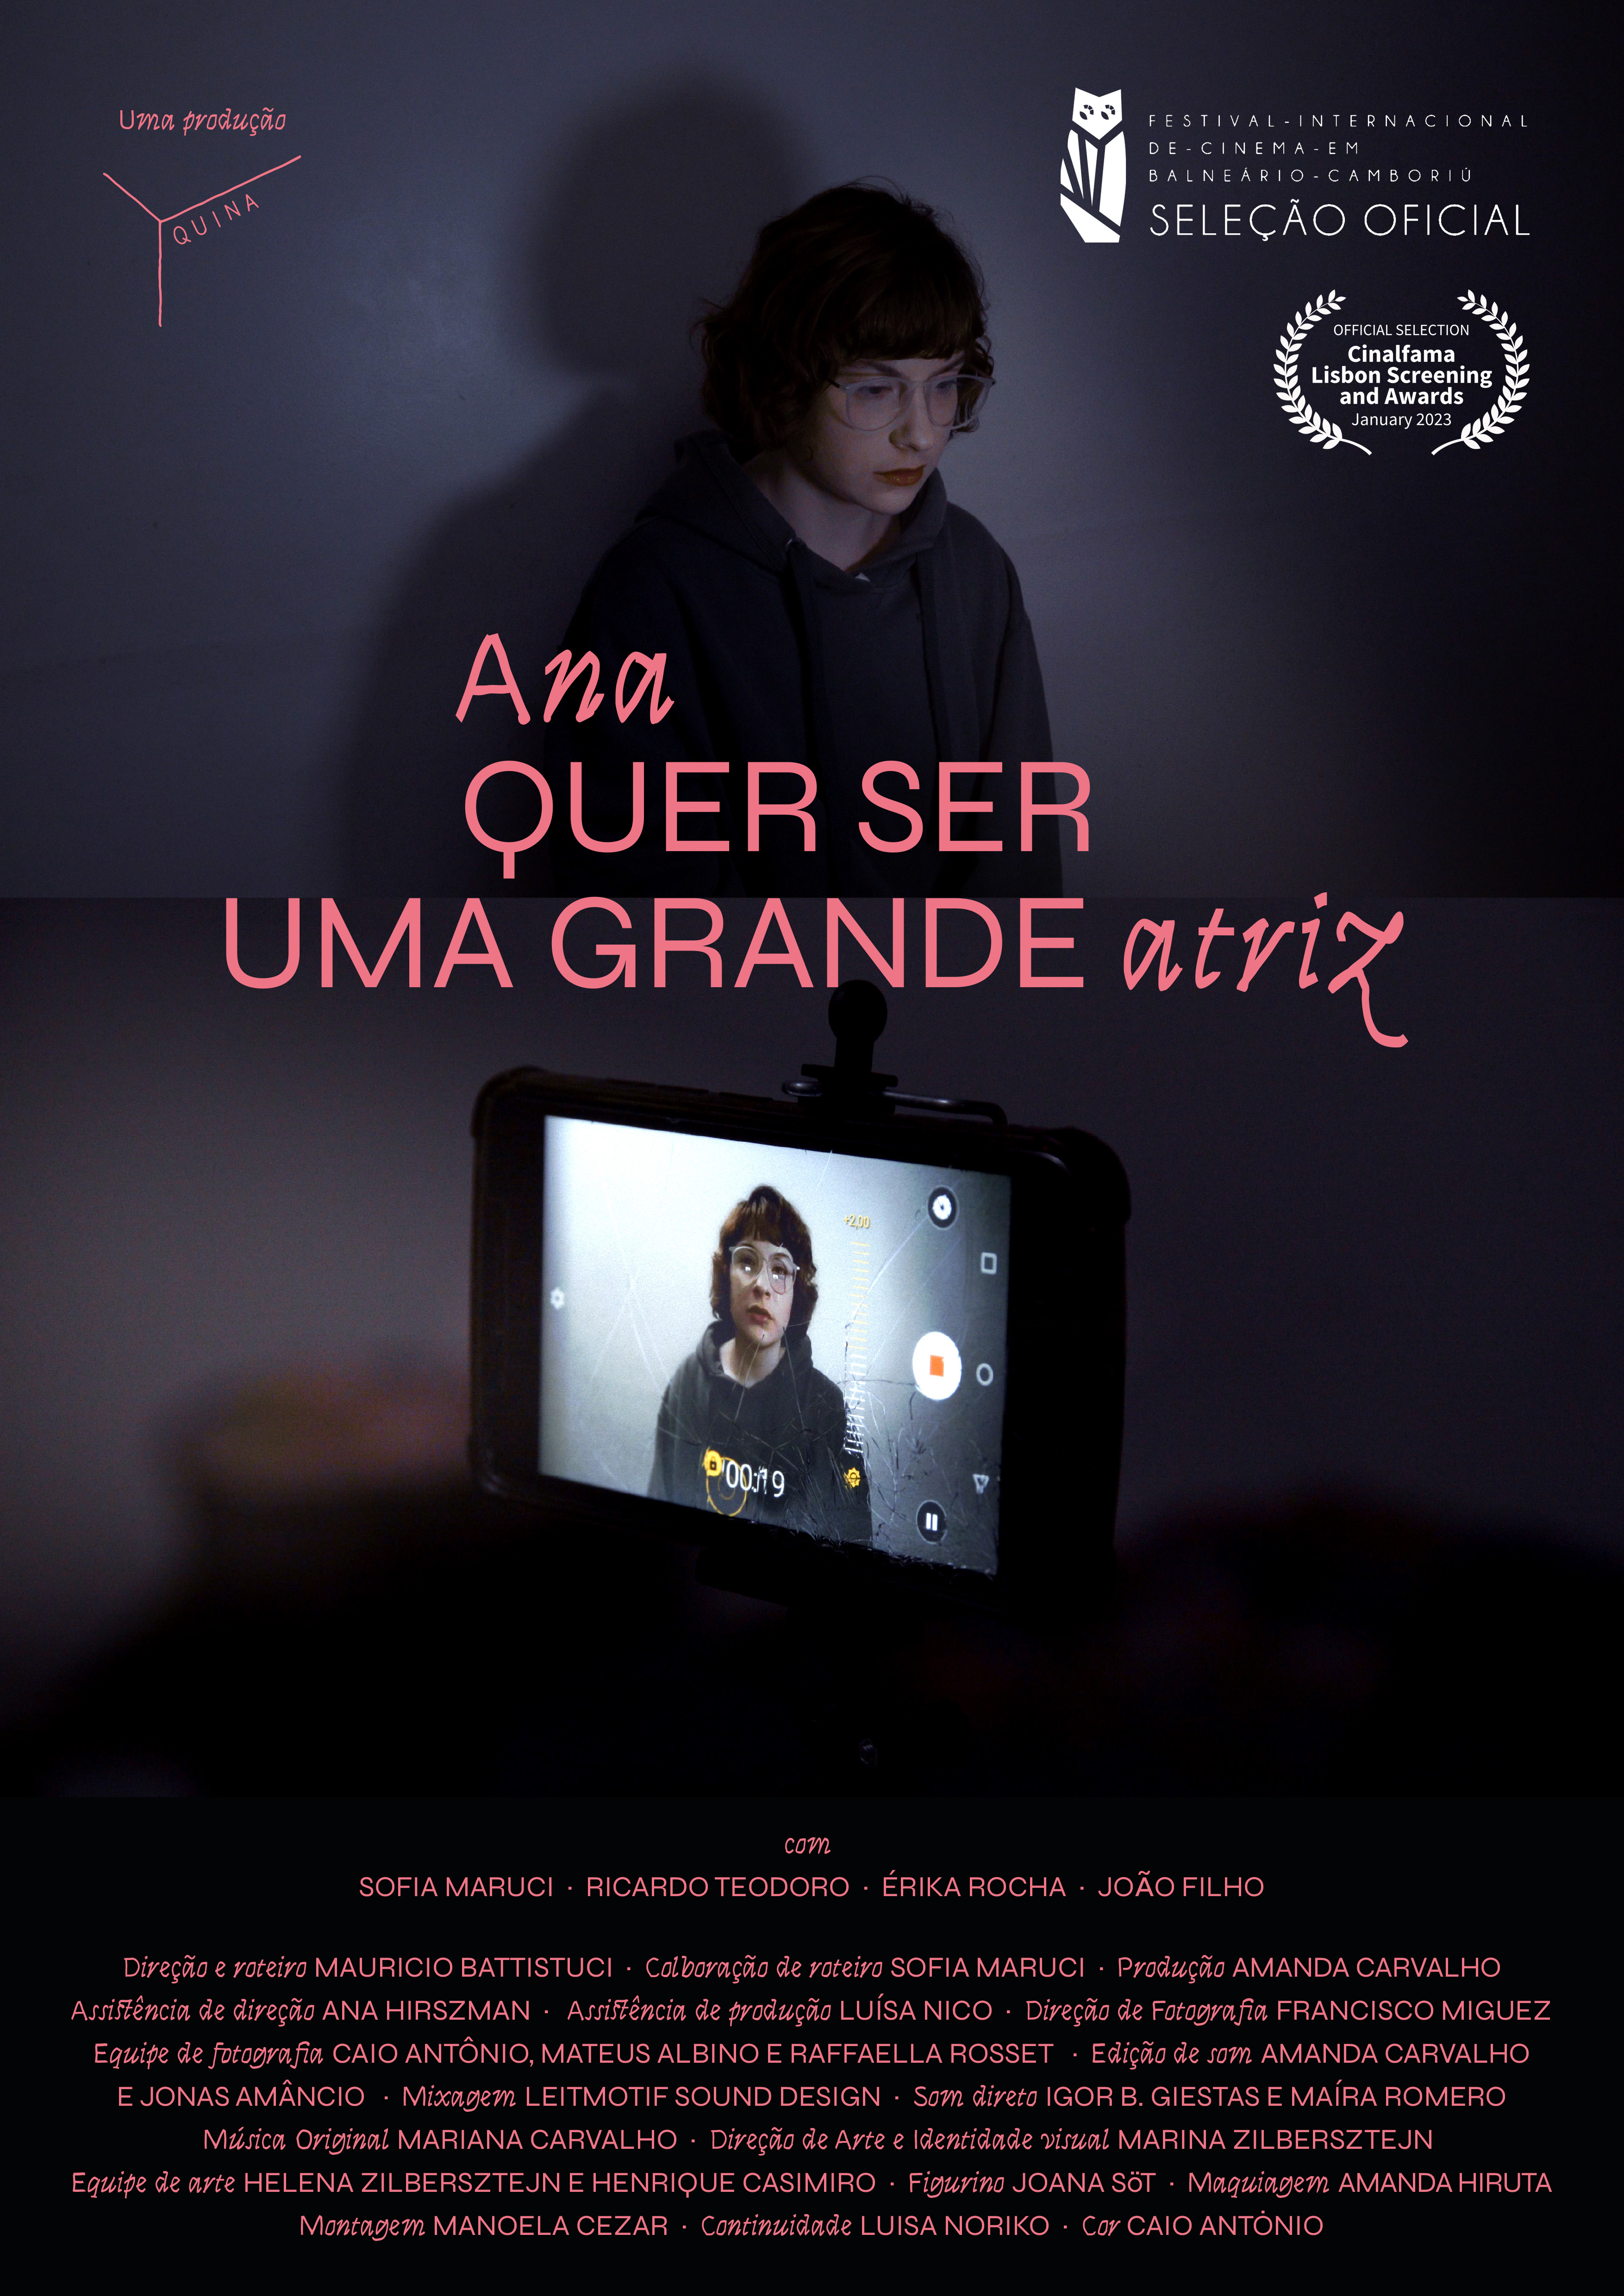 Uma produção
QUINA
FESTIVAL-INTERNACIONAL
DE-CINEMA-EM
BALNEÁRIO-CAMBORIÚ
SELEÇÃO OFICIAL
OFFICIAL SELECTION
Cinalfama
Lisbon Screening
and Awards
January 2023
Ana
QUER SER
UMA GRANDE atriz
+2,00
00:19
com
SOFIA MARUCI · RICARDO TEODORO · ÉRIKA ROCHA · JOÃO FILHO
Direção e roteiro MAURICIO BATTISTUCI · Colboração de roteiro SOFIA MARUCI · Produção AMANDA CARVALHO
Assistência de direção ANA HIRSZMAN · Assistência de produção LUÍSA NICO · Direção de Fotografia FRANCISCO MIGUEZ
Equipe de fotografia CAIO ANTÔNIO, MATEUS ALBINO E RAFFAELLA ROSSET · Edição de som AMANDA CARVALHO
E JONAS AMÂNCIO · Mixagem LEITMOTIF SOUND DESIGN · Som direto IGOR B. GIESTAS E MAÍRA ROMERO
Música Original MARIANA CARVALHO · Direção de Arte e Identidade visual MARINA ZILBERSZTEJN
Equipe de arte HELENA ZILBERSZTEJN E HENRIQUE CASIMIRO · Figurino JOANA SöT · Maquiagem AMANDA HIRUTA
Montagem MANOELA CEZAR · Continuidade LUISA NORIKO · Cor CAIO ANTÔNIO